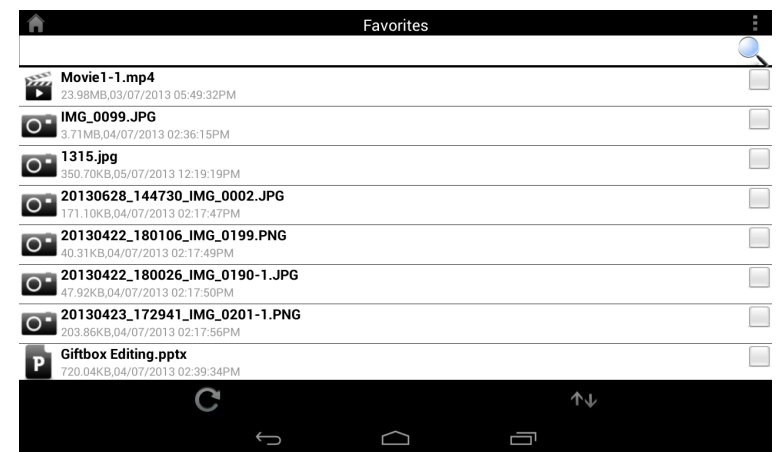 Favorites
Movie1-1.mp4
23.98MB,03/07/2013 05:49:32PM
IMG_0099.JPG
3.71MB,04/07/2013 02:36:15PM
1315.jpg
350.70KB,05/07/2013 12:19:19PM
20130628_144730_IMG_0002.JPG
171.10KB,04/07/2013 02:17:47PM
20130422_180106_IMG_0199.PNG
40.31KB,04/07/2013 02:17:49PM
20130422_180026_IMG_0190-1.JPG
47.92KB,04/07/2013 02:17:50PM
20130423_172941_IMG_0201-1.PNG
203.86KB,04/07/2013 02:17:56PM
P
Giftbox Editing.pptx
720.04KB,04/07/2013 02:39:34PM